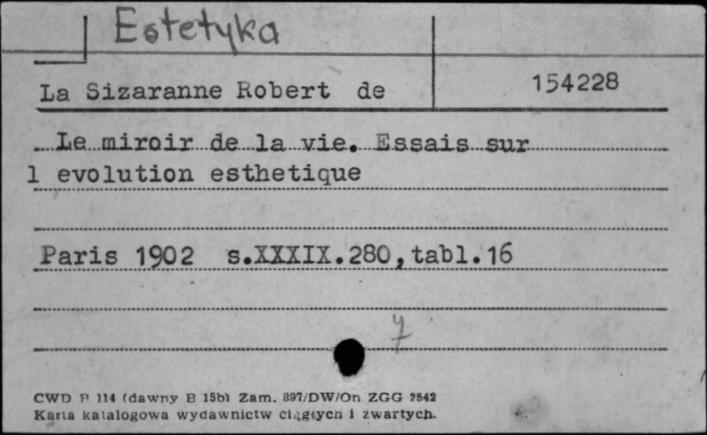 Estetyka
La Sizaranne Robert de
154228
Le miroir de la vie. Essais sur
l evolution esthetique
Paris 1902 s.XXXIX.280,tabl.16
CWD P 114 (dawny B 15b) Zam. 897/DW/On ZGG 2542
Karta katalogowa wydawnictw ciągłych i zwartych.